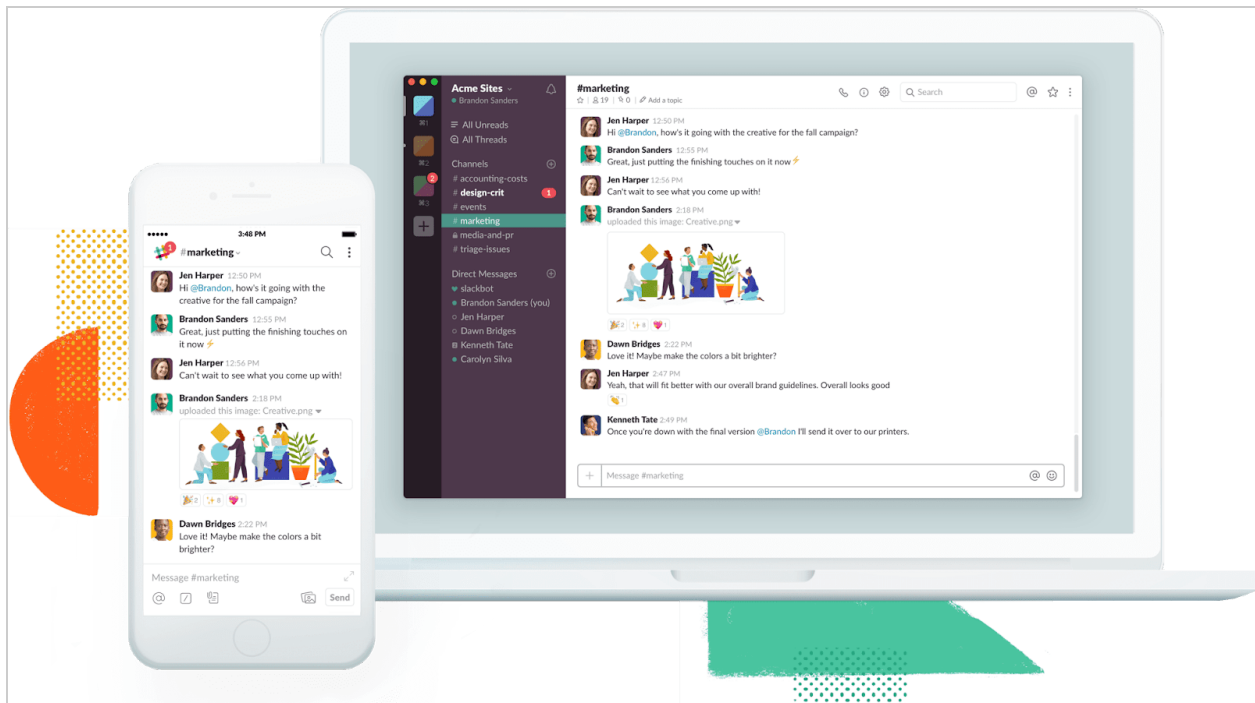 3:48 PM
1
#marketing
Jen Harper 12:50 PM
Hi @Brandon, how's it going with the
creative for the fall campaign?
Brandon Sanders 12:55 PM
Great, just putting the finishing touches on
it now
Jen Harper 12:56 PM
Can't wait to see what you come up with!
Brandon Sanders 2:18 PM
uploaded this image: Creative.png
2 8 1
Dawn Bridges 2:22 PM
Love it! Maybe make the colors a bit
brighter?
Message #marketing
Send
⌘1
⌘2
2
⌘3
Acme Sites
Brandon Sanders
All Unreads
All Threads
Channels
# accounting-costs
# design-crit 1
# events
# marketing
media-and-pr
# triage-issues
Direct Messages
slackbot
Brandon Sanders (you)
Jen Harper
Dawn Bridges
Kenneth Tate
Carolyn Silva
#marketing
19 | 0 | Add a topic
Search
Jen Harper 12:50 PM
Hi @Brandon, how's it going with the creative for the fall campaign?
Brandon Sanders 12:55 PM
Great, just putting the finishing touches on it now
Jen Harper 12:56 PM
Can't wait to see what you come up with!
Brandon Sanders 2:18 PM
uploaded this image: Creative.png
2 8 1
Dawn Bridges 2:22 PM
Love it! Maybe make the colors a bit brighter?
Jen Harper 2:47 PM
Yeah, that will fit better with our overall brand guidelines. Overall looks good
1
Kenneth Tate 2:49 PM
Once you're down with the final version @Brandon I'll send it over to our printers.
Message #marketing